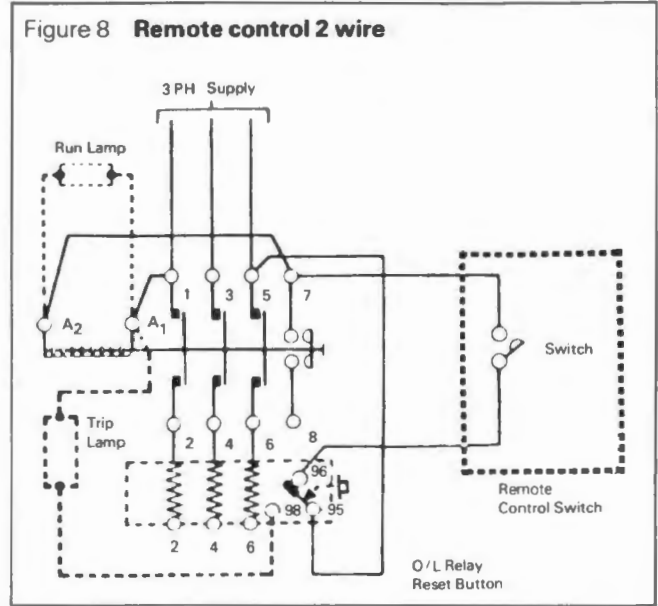 Figure 8 Remote control 2 wire
3 PH Supply
Run Lamp
1 3 5 7
A2 A1
Switch
Trip
Lamp
2 4 6 8
96
98 95
2 4 6
Remote
Control Switch
O/L Relay
Reset Button